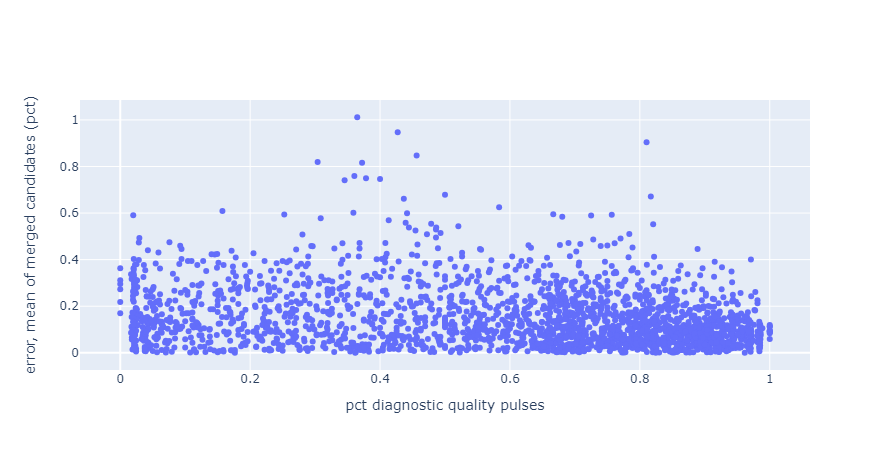 error, mean of merged candidates (pct)
1
0.8
0.6
0.4
0.2
0
0 0.2 0.4 0.6 0.8 1
pct diagnostic quality pulses